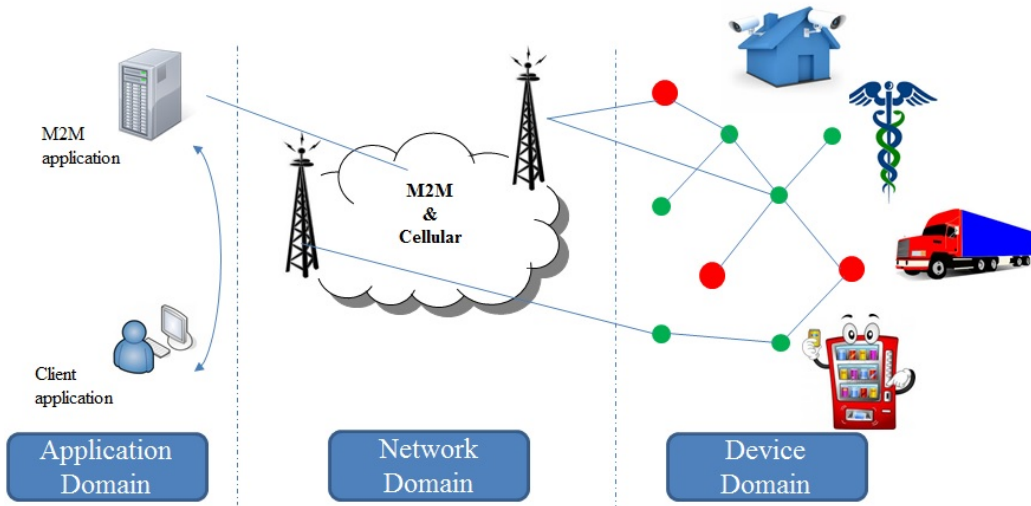 M2M
application
M2M
&
Cellular
Client
application
Application
Domain
Network
Domain
Device
Domain